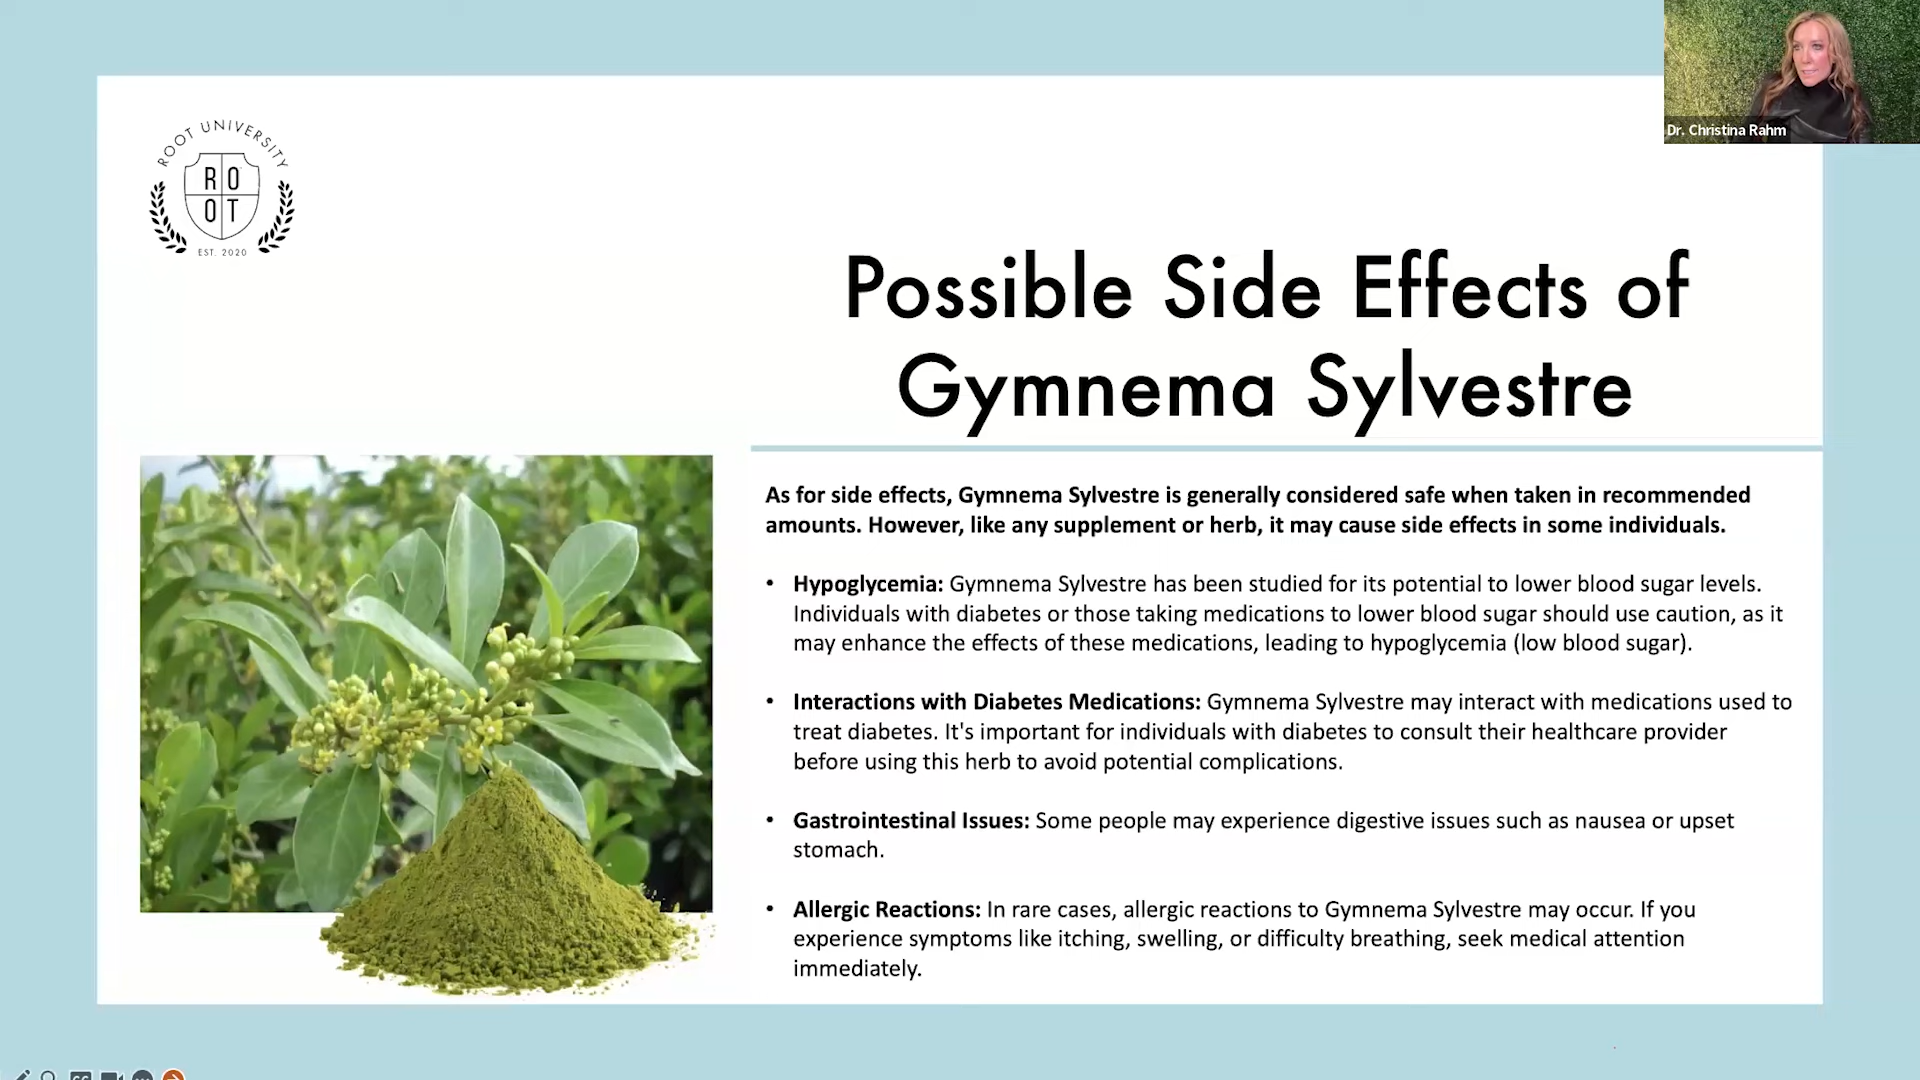 Dr. Christina Rahm
ROOT UNIVERSITY
RO
OT
EST. 2020
Possible Side Effects of
Gymnema Sylvestre
As for side effects, Gymnema Sylvestre is generally considered safe when taken in recommended
amounts. However, like any supplement or herb, it may cause side effects in some individuals.
• Hypoglycemia: Gymnema Sylvestre has been studied for its potential to lower blood sugar levels.
Individuals with diabetes or those taking medications to lower blood sugar should use caution, as it
may enhance the effects of these medications, leading to hypoglycemia (low blood sugar).
• Interactions with Diabetes Medications: Gymnema Sylvestre may interact with medications used to
treat diabetes. It's important for individuals with diabetes to consult their healthcare provider
before using this herb to avoid potential complications.
• Gastrointestinal Issues: Some people may experience digestive issues such as nausea or upset
stomach.
• Allergic Reactions: In rare cases, allergic reactions to Gymnema Sylvestre may occur. If you
experience symptoms like itching, swelling, or difficulty breathing, seek medical attention
immediately.